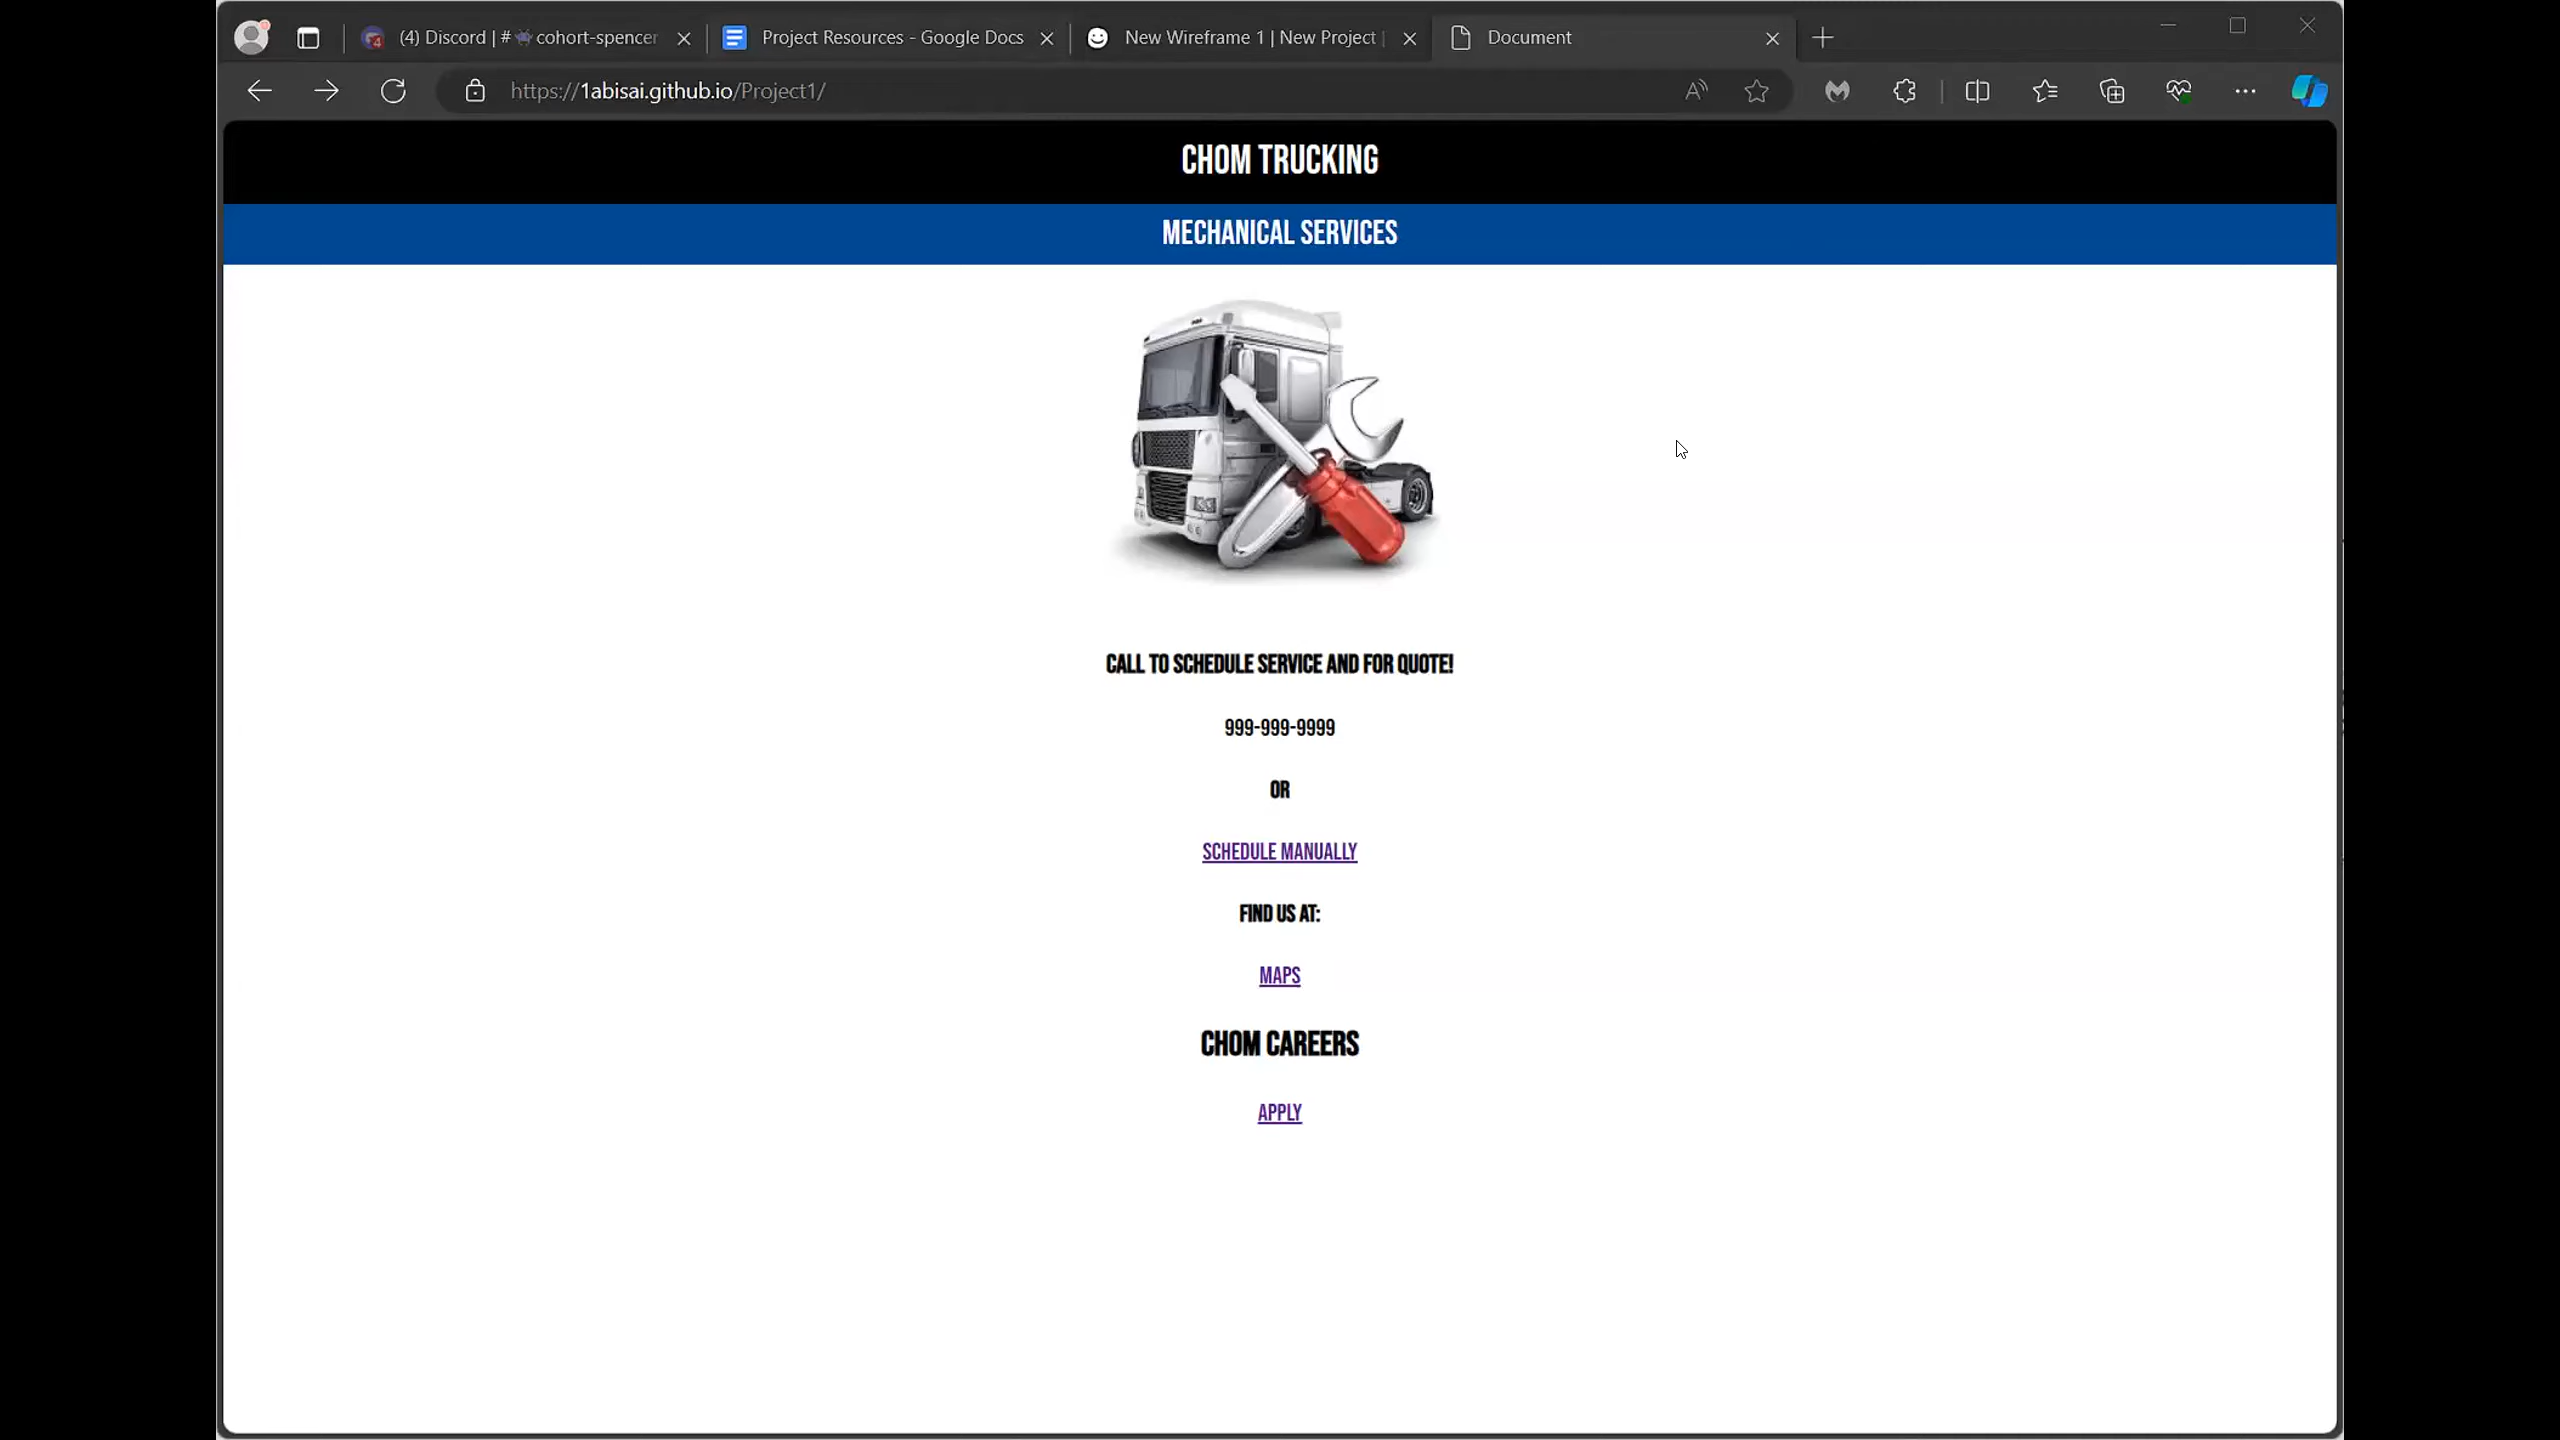 (4) Discord | # cohort-spencer
Project Resources - Google Docs
New Wireframe 1 | New Project |
Document
https://1abisai.github.io/Project1/
CHOM TRUCKING
MECHANICAL SERVICES
CALL TO SCHEDULE SERVICE AND FOR QUOTE!
999-999-9999
OR
SCHEDULE MANUALLY
FIND US AT:
MAPS
CHOM CAREERS
APPLY